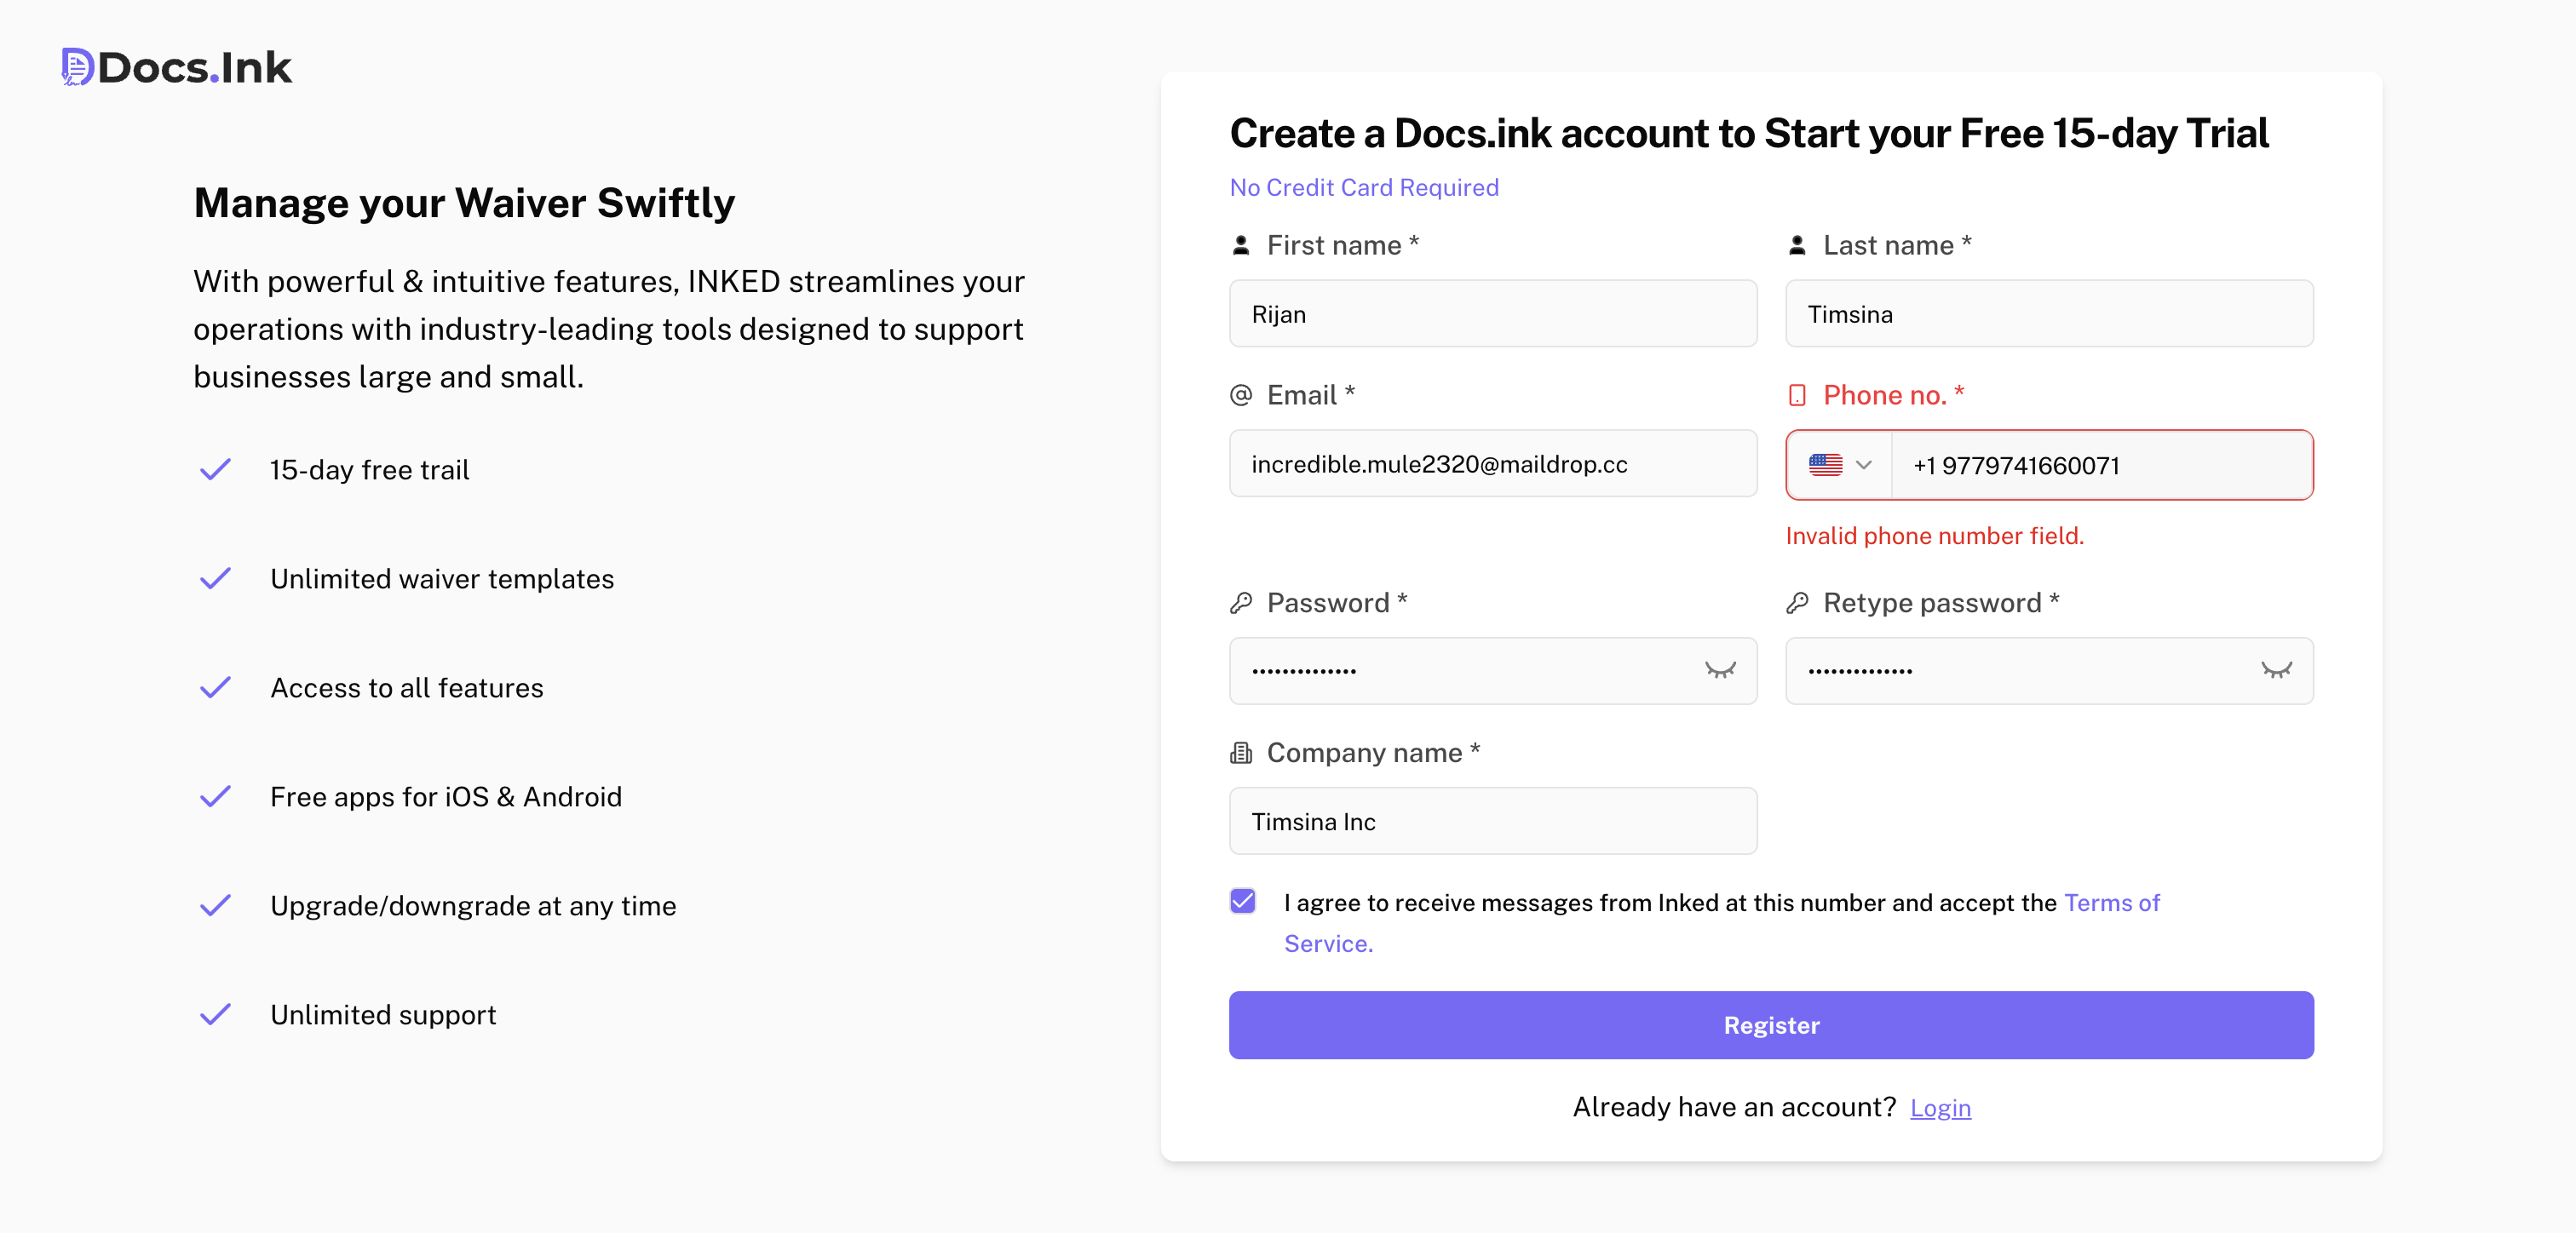 Docs.Ink
Manage your Waiver Swiftly
With powerful & intuitive features, INKED streamlines your
operations with industry-leading tools designed to support
businesses large and small.
15-day free trail
Unlimited waiver templates
Access to all features
Free apps for iOS & Android
Upgrade/downgrade at any time
Unlimited support
Create a Docs.ink account to Start your Free 15-day Trial
No Credit Card Required
First name *
Last name *
Rijan
Timsina
Email *
Phone no. *
incredible.mule2320@maildrop.cc
+1 9779741660071
Invalid phone number field.
Password *
Retype password *
••••••••••••••
••••••••••••••
Company name *
Timsina Inc
I agree to receive messages from Inked at this number and accept the Terms of
Service.
Register
Already have an account? Login